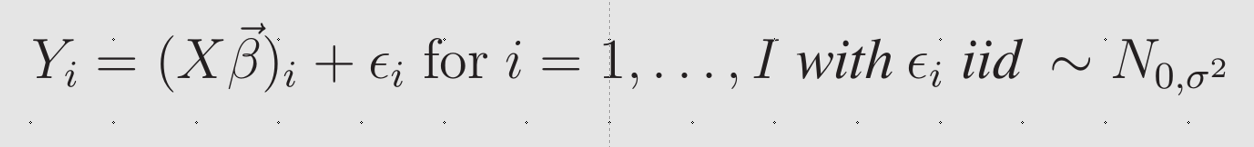 Y_i = (X\vec{β})_i + ϵ_i for i = 1, . . . , I with ϵ_i iid ∼ N_{0,σ^2}